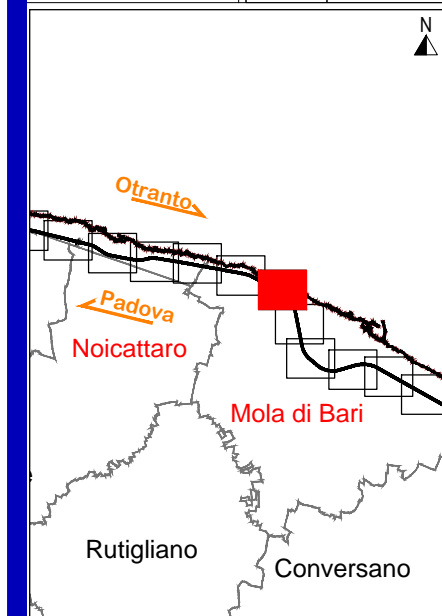 N
Otranto
Padova
Noicattaro
Mola di Bari
Rutigliano
Conversano